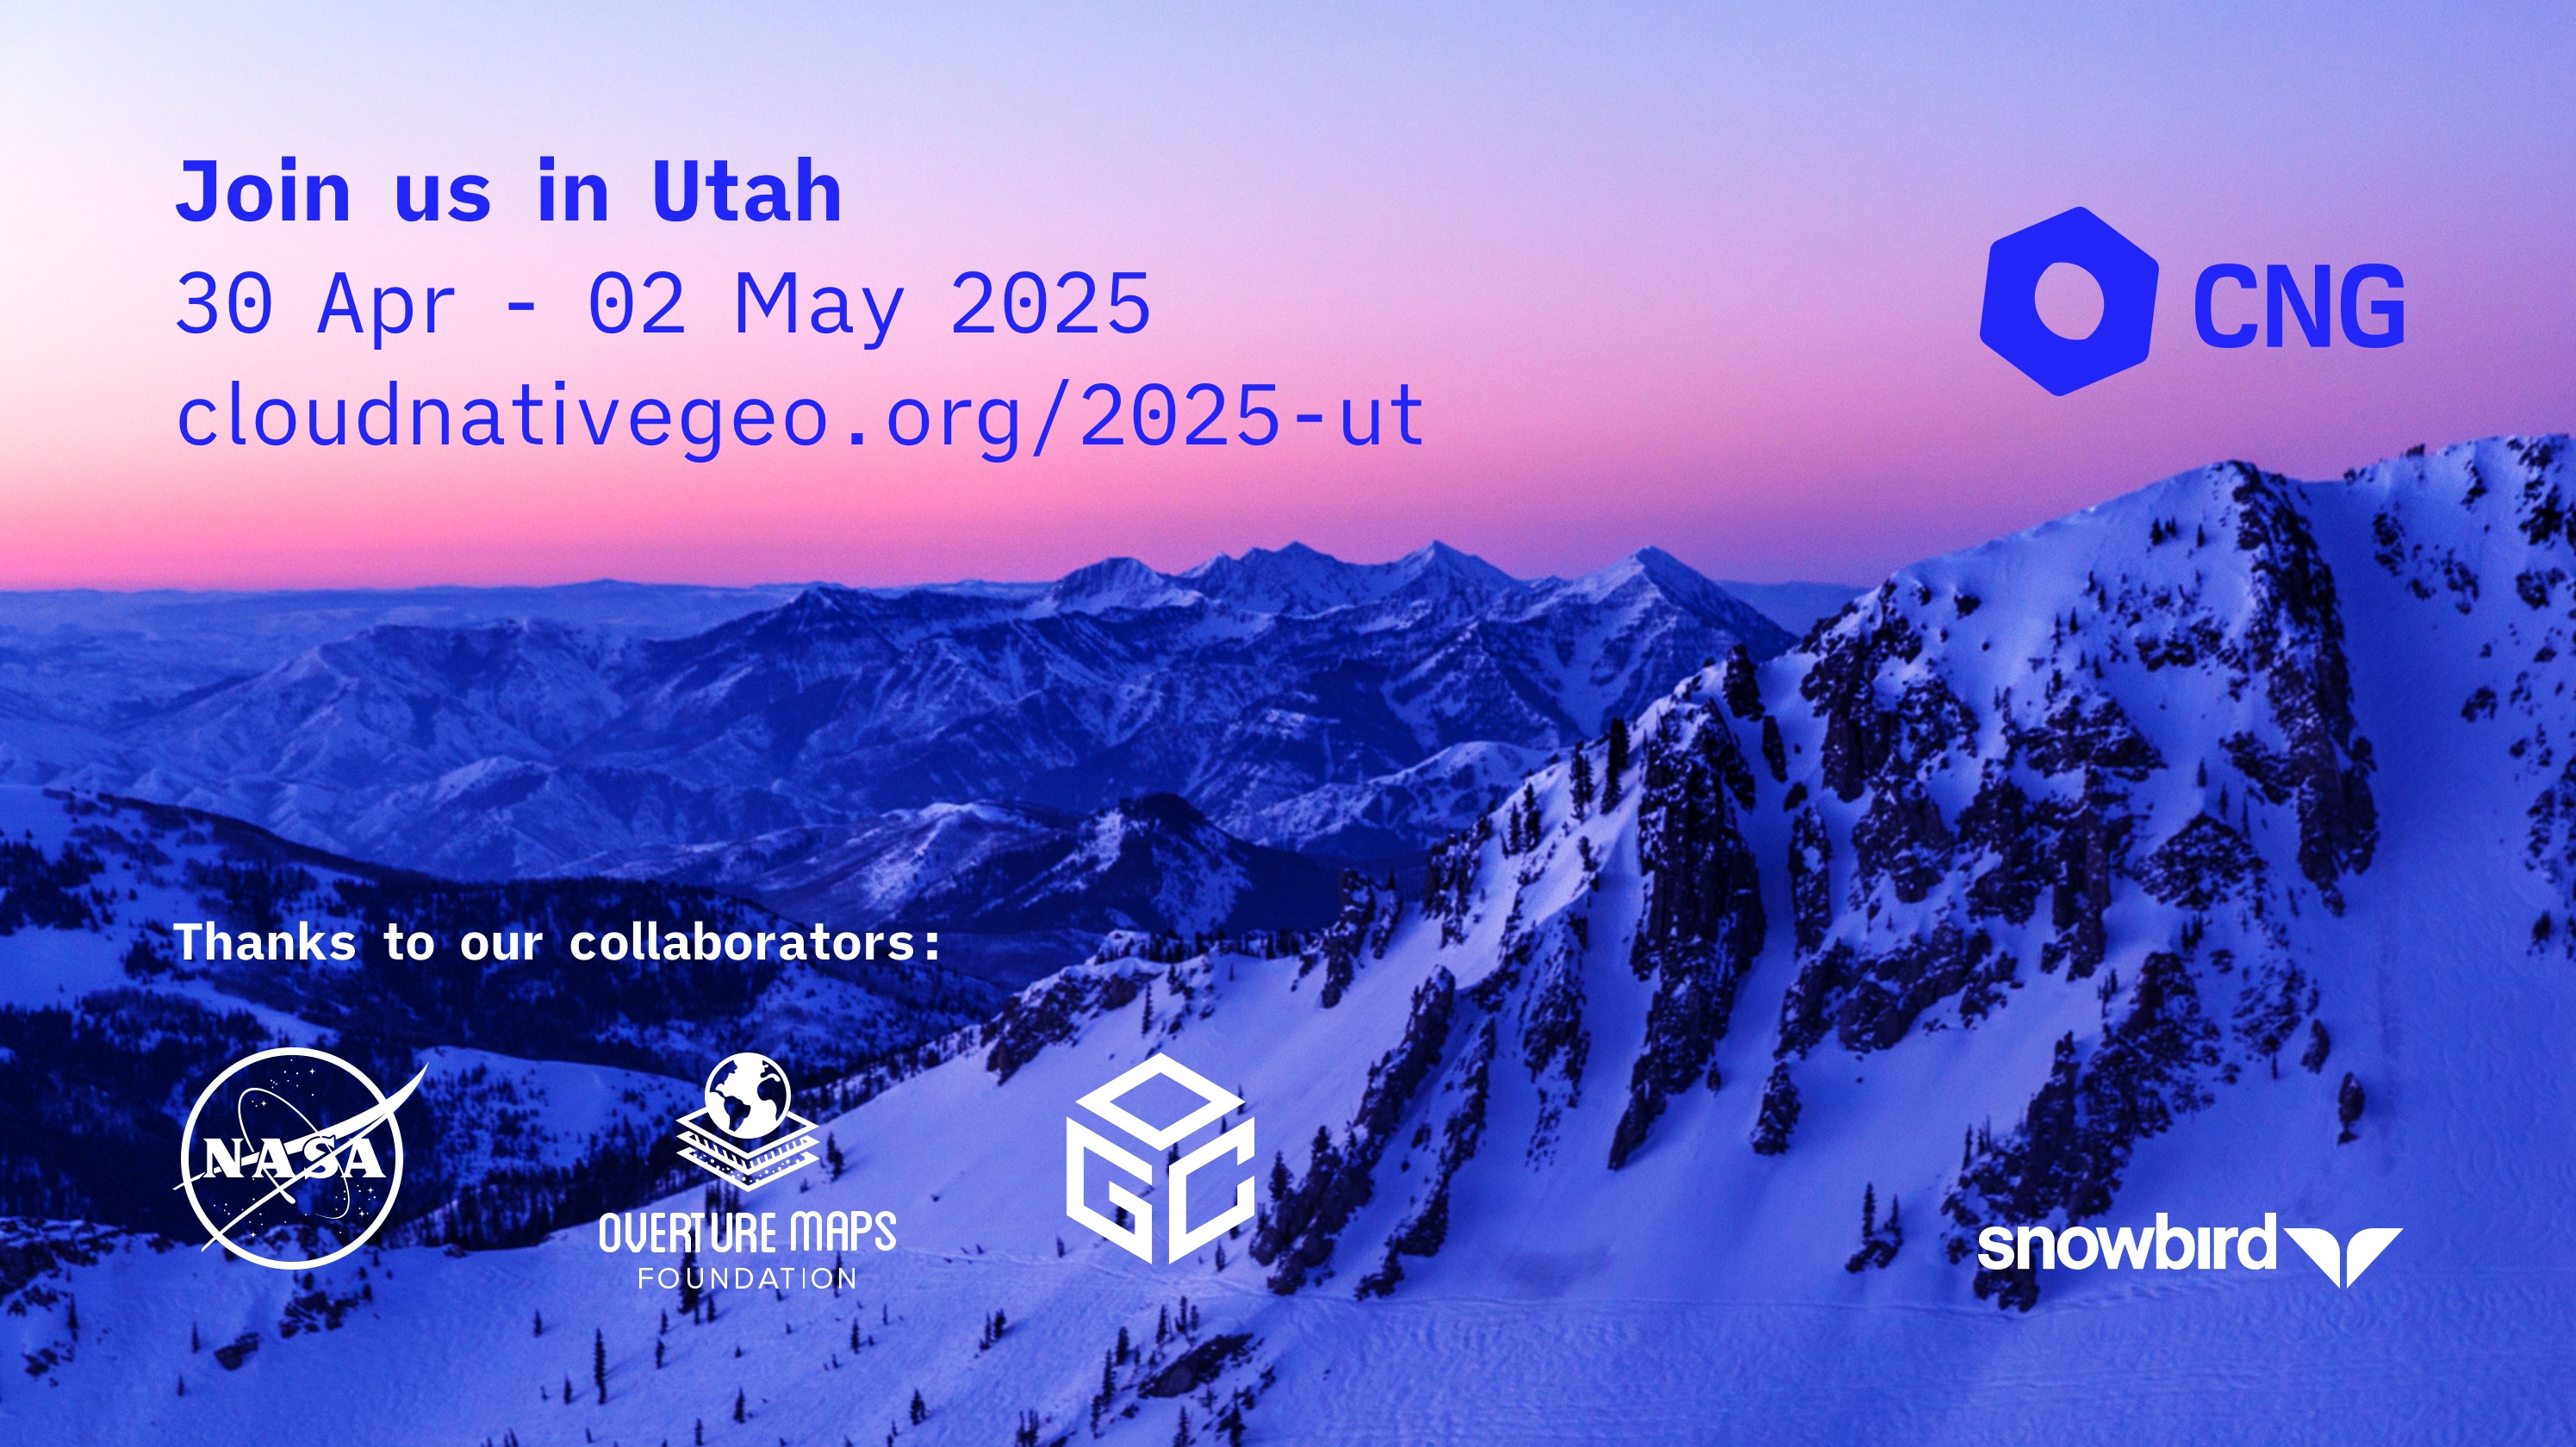 Join us in Utah
30 Apr - 02 May 2025
cloudnativegeo.org/2025-ut
CNG
Thanks to our collaborators:
NASA
OVERTURE MAPS
FOUNDATION
OGC
snowbird